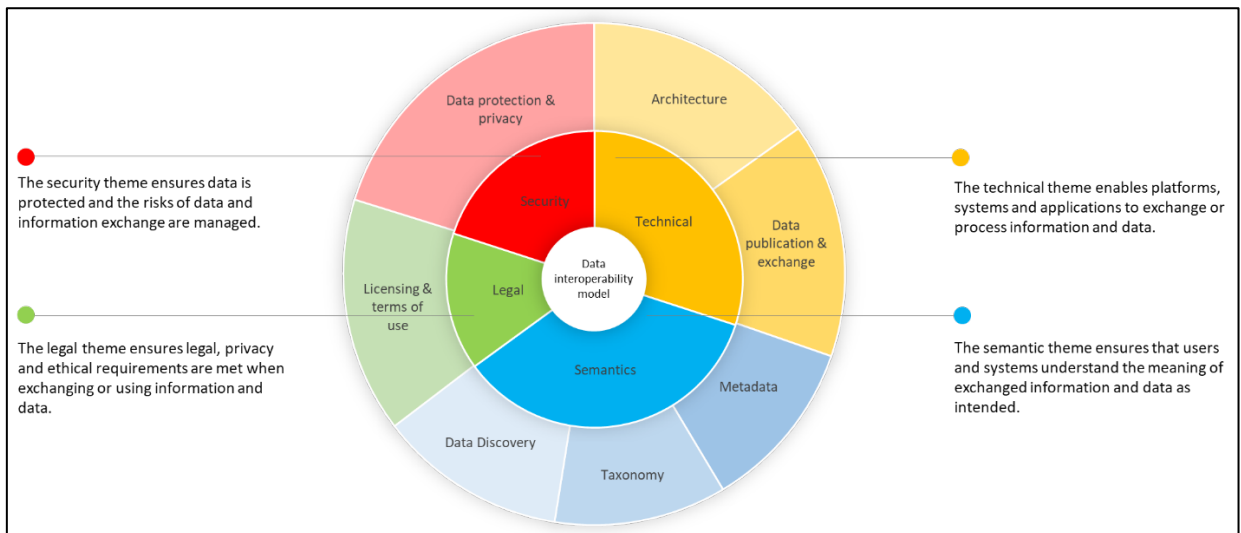 Data protection &
privacy
Architecture
The security theme ensures data is
protected and the risks of data and
information exchange are managed.
Security
Technical
Data
publication &
exchange
The technical theme enables platforms,
systems and applications to exchange or
process information and data.
Data
interoperability
model
Licensing &
terms of
use
Legal
The legal theme ensures legal, privacy
and ethical requirements are met when
exchanging or using information and
data.
Semantics
Metadata
The semantic theme ensures that users
and systems understand the meaning of
exchanged information and data as
intended.
Data Discovery
Taxonomy